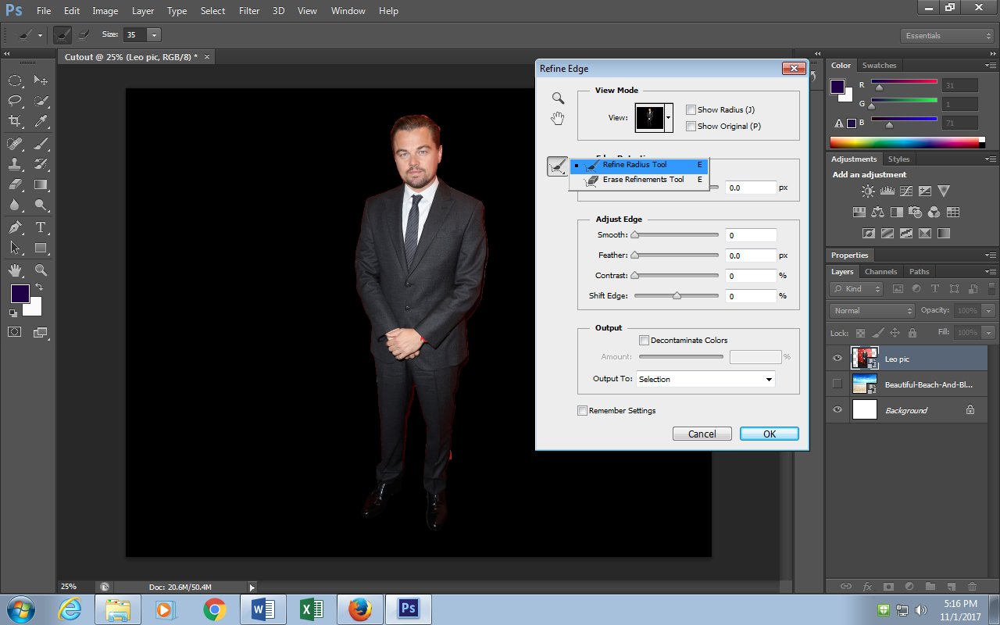 Ps File Edit Image Layer Type Select Filter 3D View Window Help
Size: 35 Essentials
Cutout @ 25% (Leo pic, RGB/8) * ×
Refine Edge
View Mode
View:
Show Radius (J)
Show Original (P)
Refine Radius Tool E
Erase Refinements Tool E
0.0 px
Adjust Edge
Smooth: 0
Feather: 0.0 px
Contrast: 0 %
Shift Edge: 0 %
Output
Decontaminate Colors
Amount: %
Output To: Selection
Remember Settings
Cancel OK
Color Swatches
R 31
G 1
B 71
Adjustments Styles
Add an adjustment
Properties
Layers Channels Paths
Kind
Normal Opacity: 100%
Lock: Fill: 100%
Leo pic
Beautiful-Beach-And-Bl...
Background
fx
25% Doc: 20.6M/50.4M
Ps
5:16 PM
11/1/2017